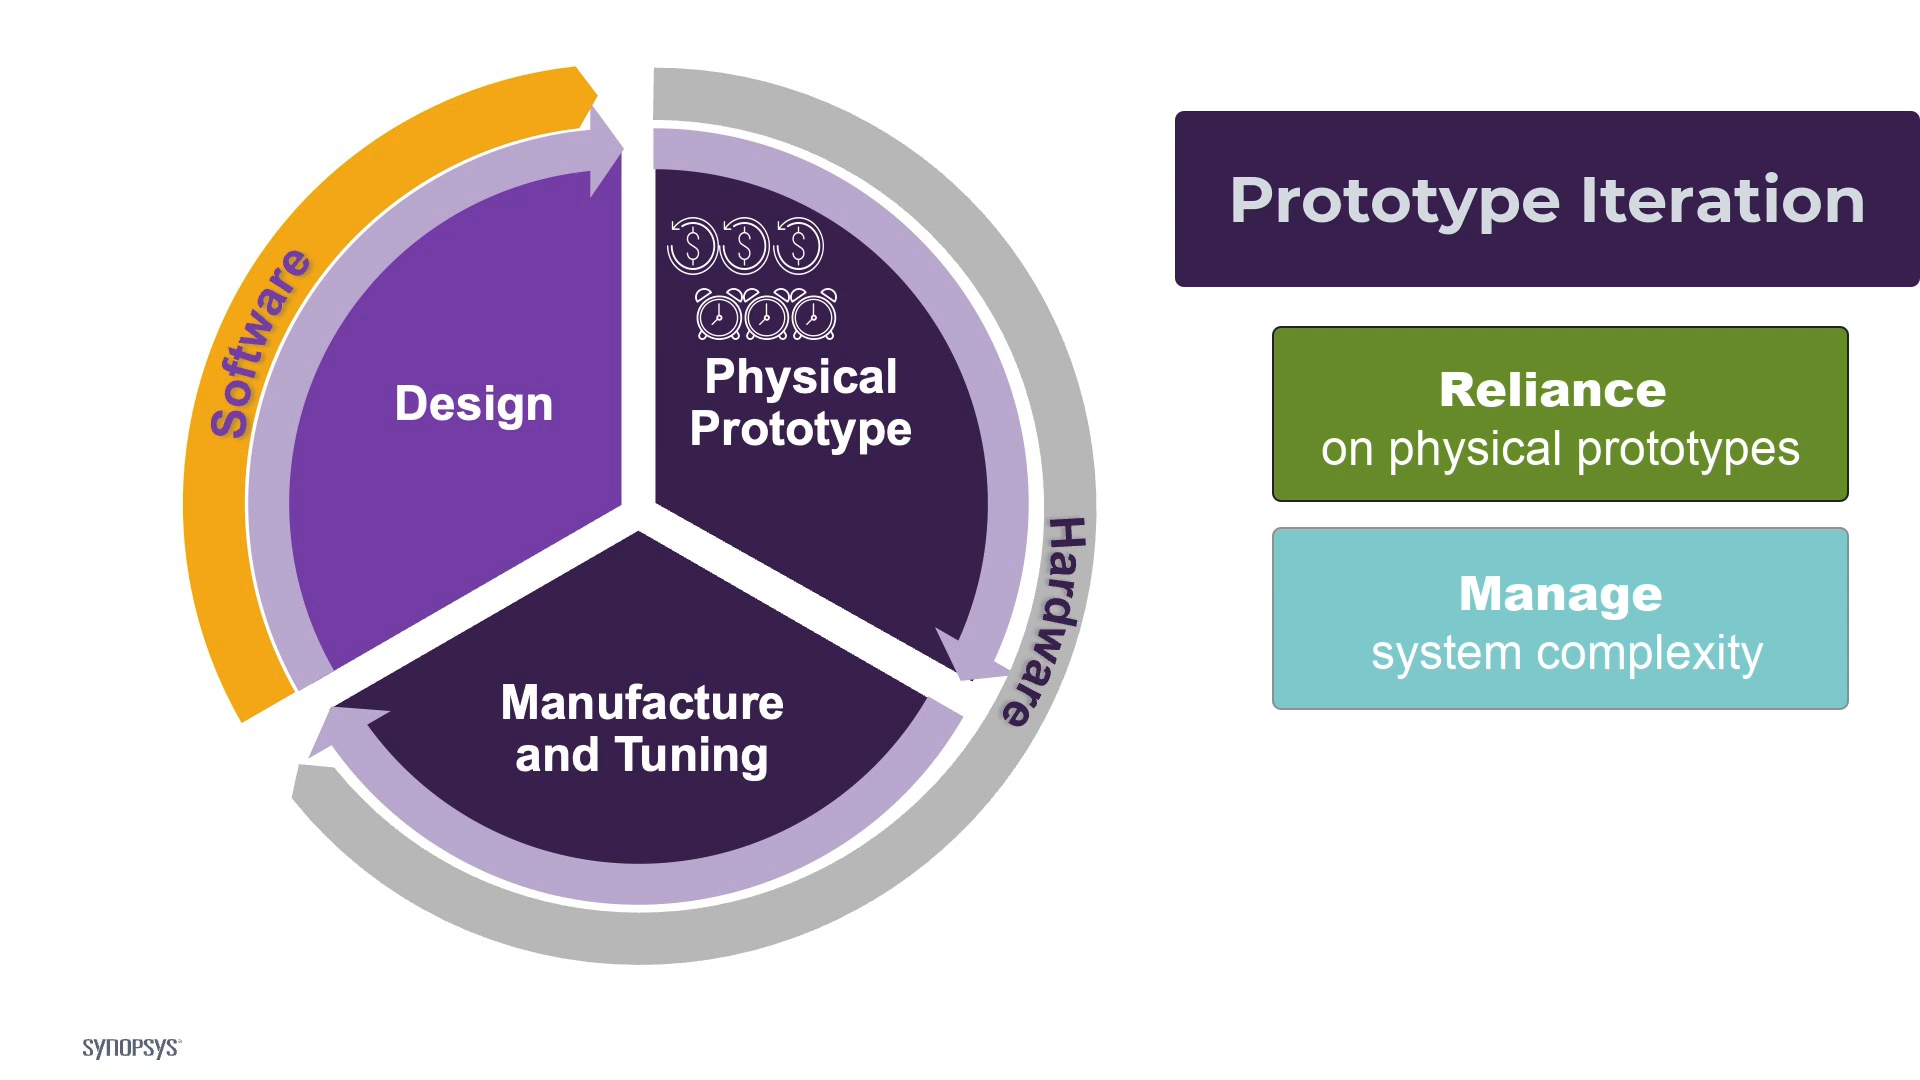 Software
Design
$ $ $
Physical
Prototype
Hardware
Manufacture
and Tuning
Prototype Iteration
Reliance
on physical prototypes
Manage
system complexity
SYNOPSYS